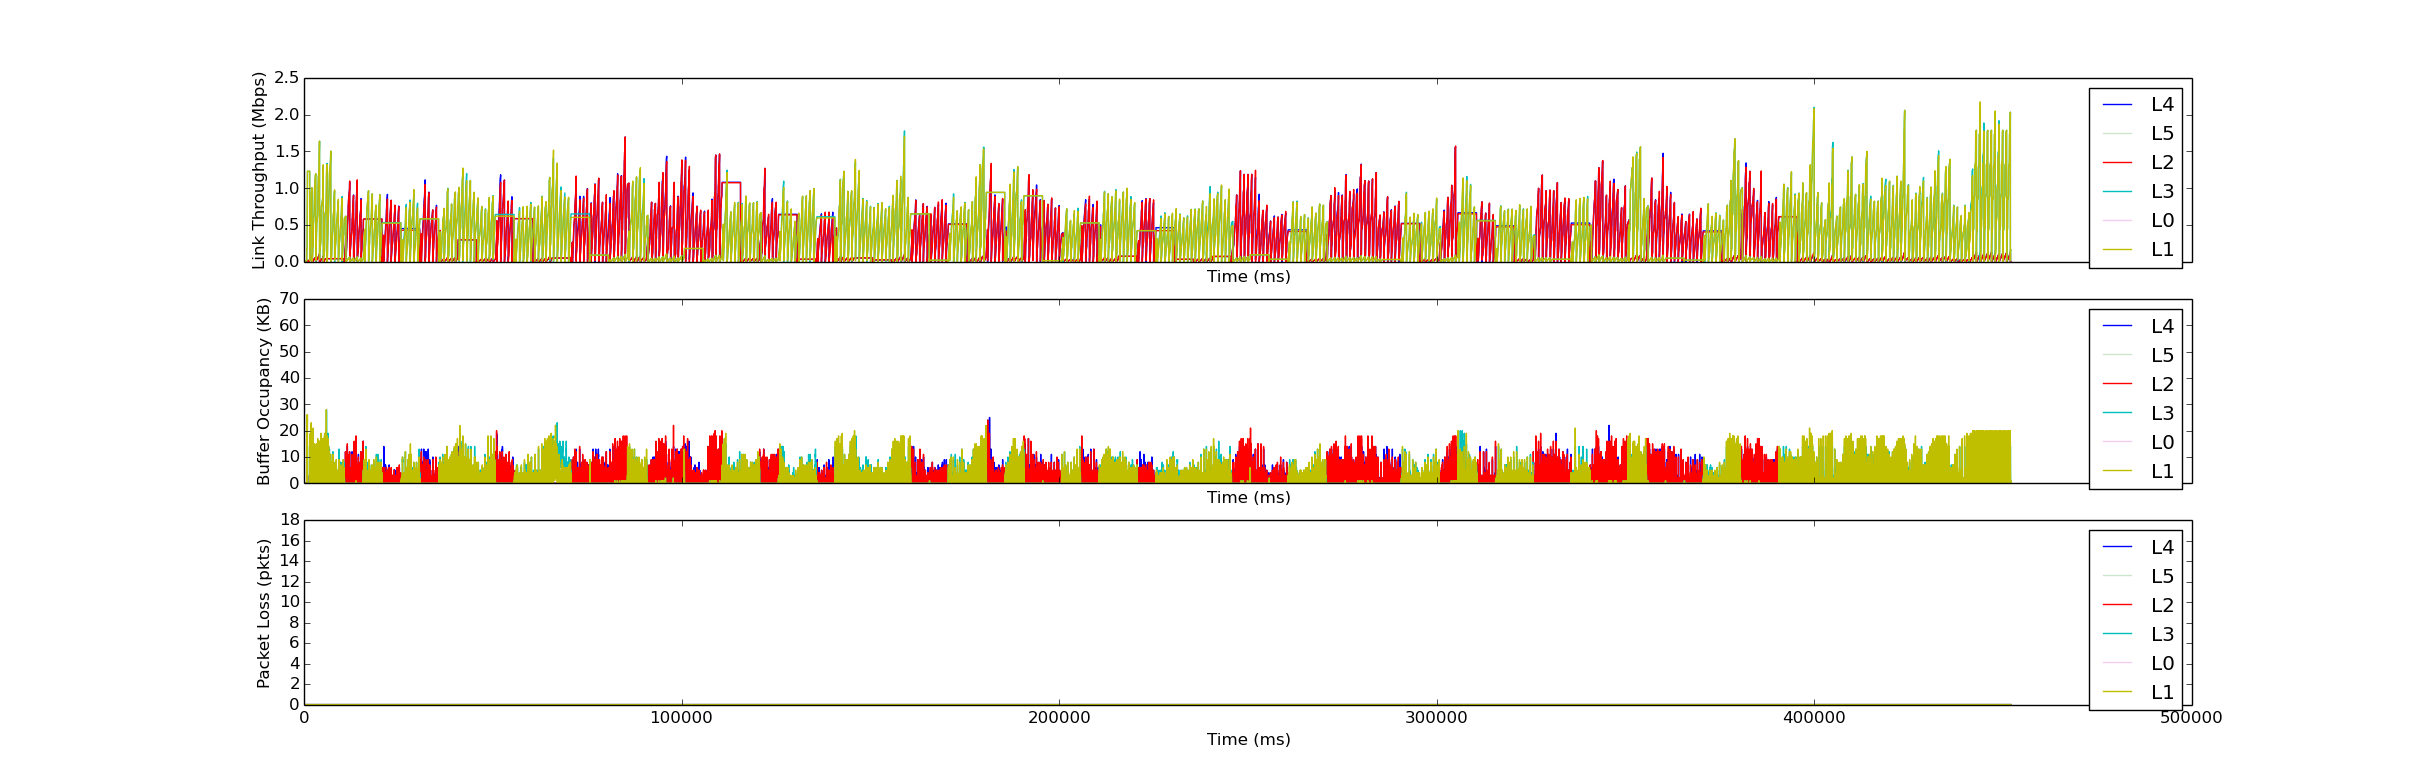 Link Throughput (Mbps)
2.5
2.0
1.5
1.0
0.5
0.0
L4
L5
L2
L3
L0
L1
Time (ms)
Buffer Occupancy (KB)
70
60
50
40
30
20
10
0
L4
L5
L2
L3
L0
L1
Time (ms)
Packet Loss (pkts)
18
16
14
12
10
8
6
4
2
0
L4
L5
L2
L3
L0
L1
0 100000 200000 300000 400000 500000
Time (ms)